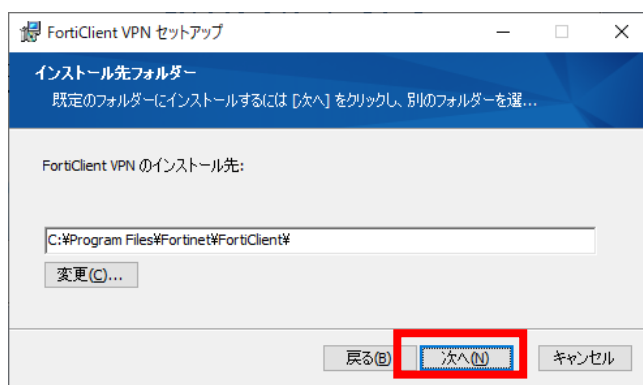 FortiClient VPN セットアップ
インストール先フォルダー
既定のフォルダーにインストールするには [次へ] をクリックし、別のフォルダーを選...
FortiClient VPN のインストール先:
C:¥Program Files¥Fortinet¥FortiClient¥
変更(C)...
戻る(B) 次へ(N) キャンセル